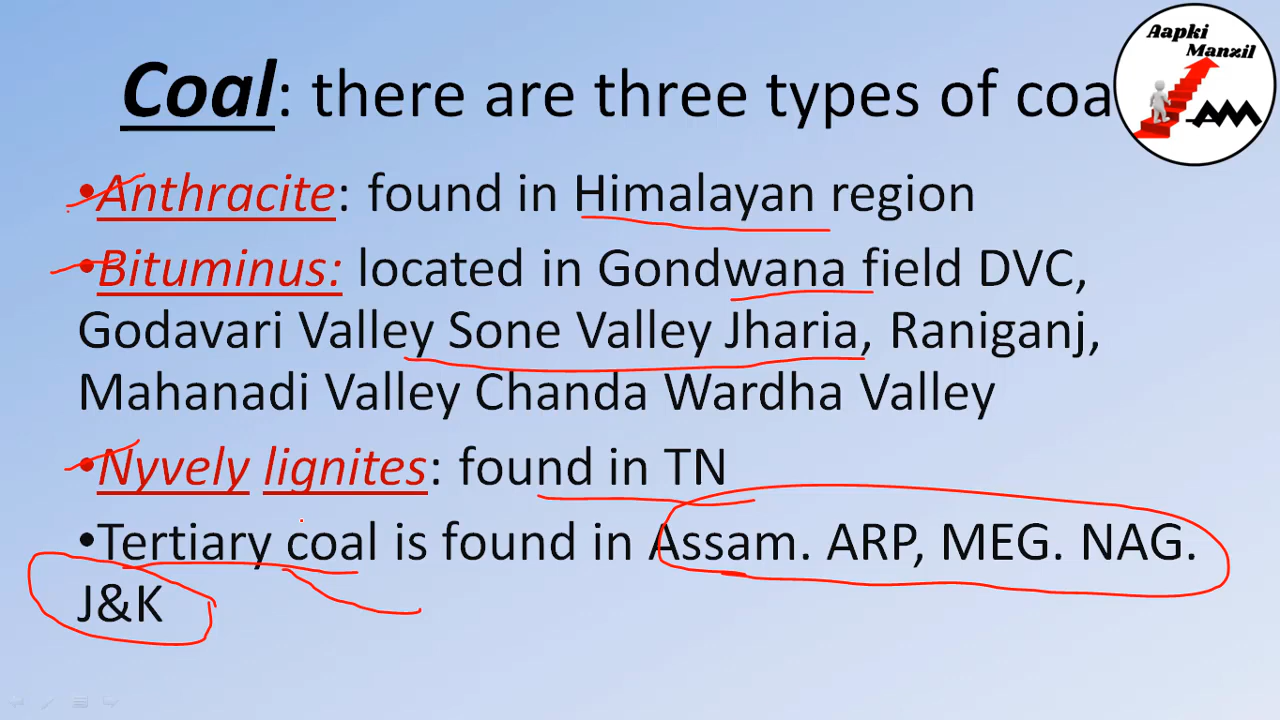 Coal: there are three types of coa
Aapki
Manzil
AM
•Anthracite: found in Himalayan region
•Bituminus: located in Gondwana field DVC,
Godavari Valley Sone Valley Jharia, Raniganj,
Mahanadi Valley Chanda Wardha Valley
•Nyvely lignites: found in TN
•Tertiary coal is found in Assam. ARP, MEG. NAG.
J&K